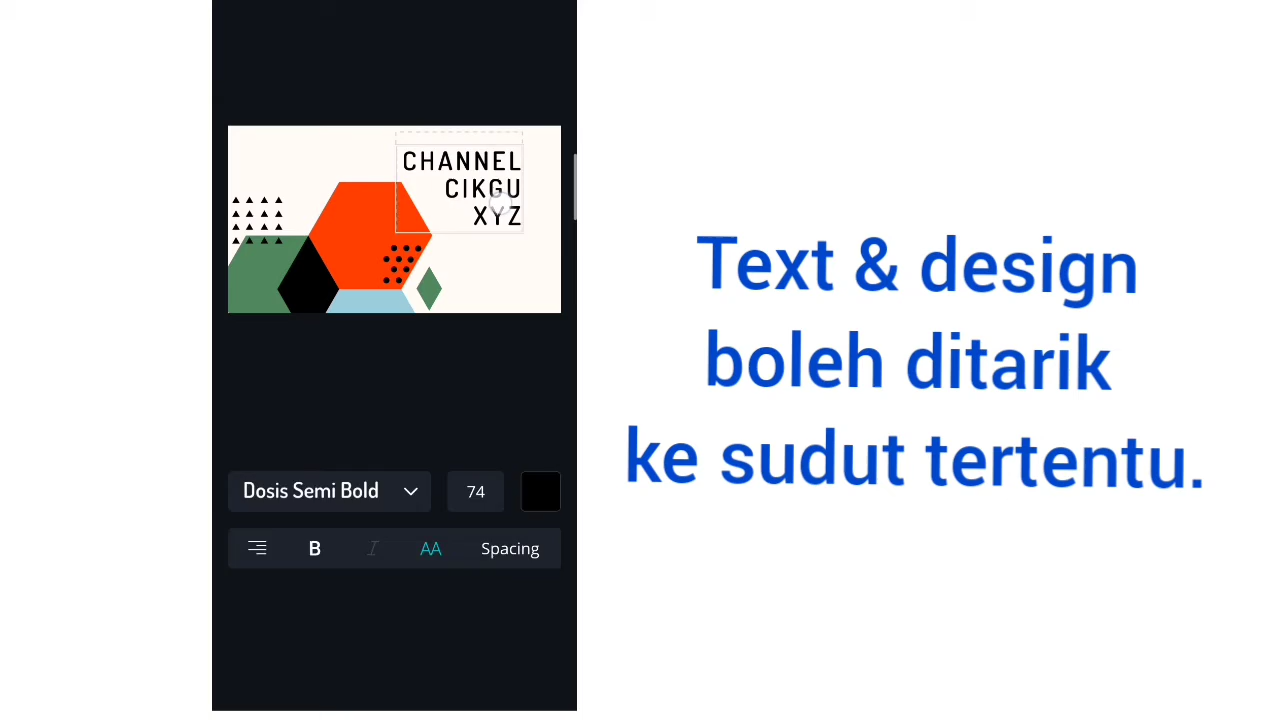 CHANNEL
CIKGU
XYZ
Dosis Semi Bold
74
B I AA Spacing
Text & design
boleh ditarik
ke sudut tertentu.